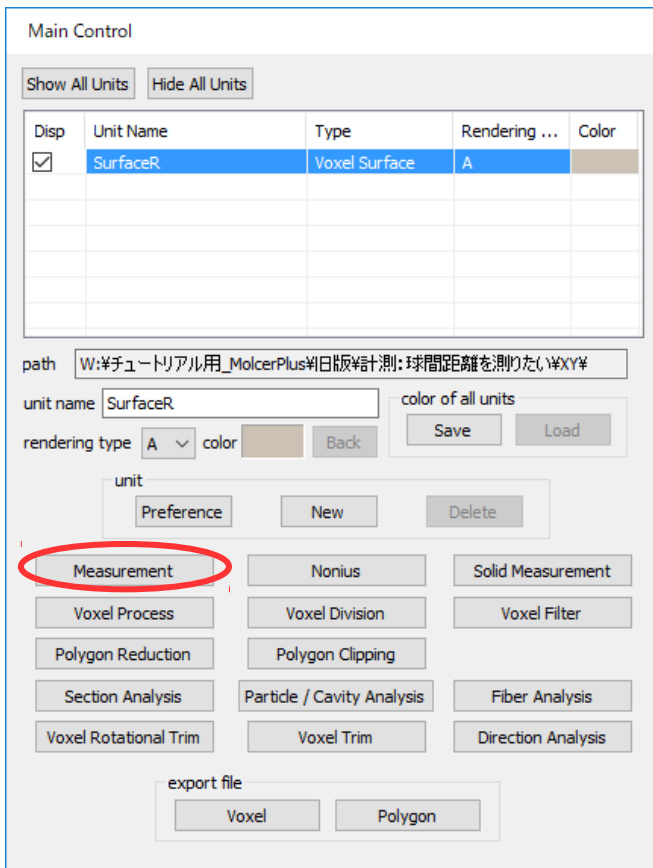 Main Control
Show All Units Hide All Units
Disp Unit Name Type Rendering ... Color
SurfaceR Voxel Surface A
path W:¥チュートリアル用_MolcerPlus¥旧版¥計測：球間距離を測りたい¥XY¥
unit name SurfaceR color of all units
Save Load
rendering type A color Back
unit
Preference New Delete
Measurement Nonius Solid Measurement
Voxel Process Voxel Division Voxel Filter
Polygon Reduction Polygon Clipping
Section Analysis Particle / Cavity Analysis Fiber Analysis
Voxel Rotational Trim Voxel Trim Direction Analysis
export file
Voxel Polygon